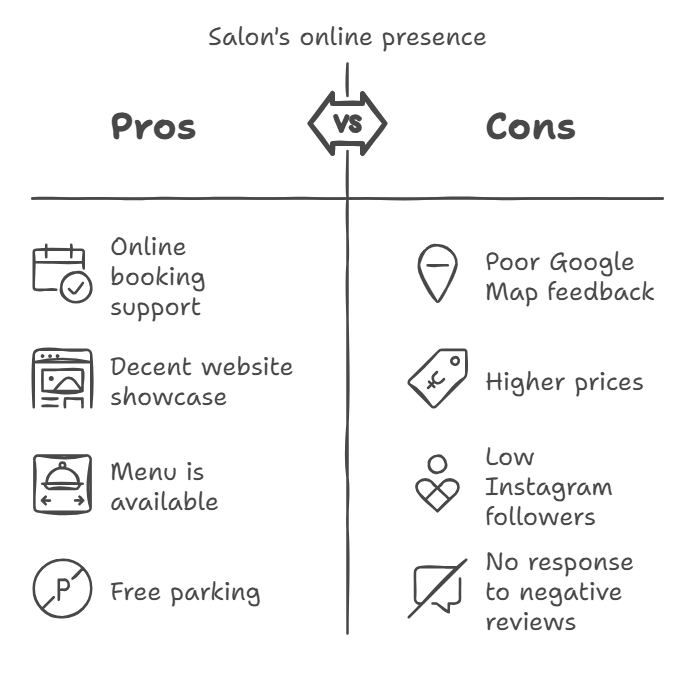 Salon's online presence
Pros
VS
Cons
Online
booking
support
Decent website
showcase
Menu is
available
P
Free parking
Poor Google
Map feedback
Higher prices
Low
Instagram
followers
No response
to negative
reviews